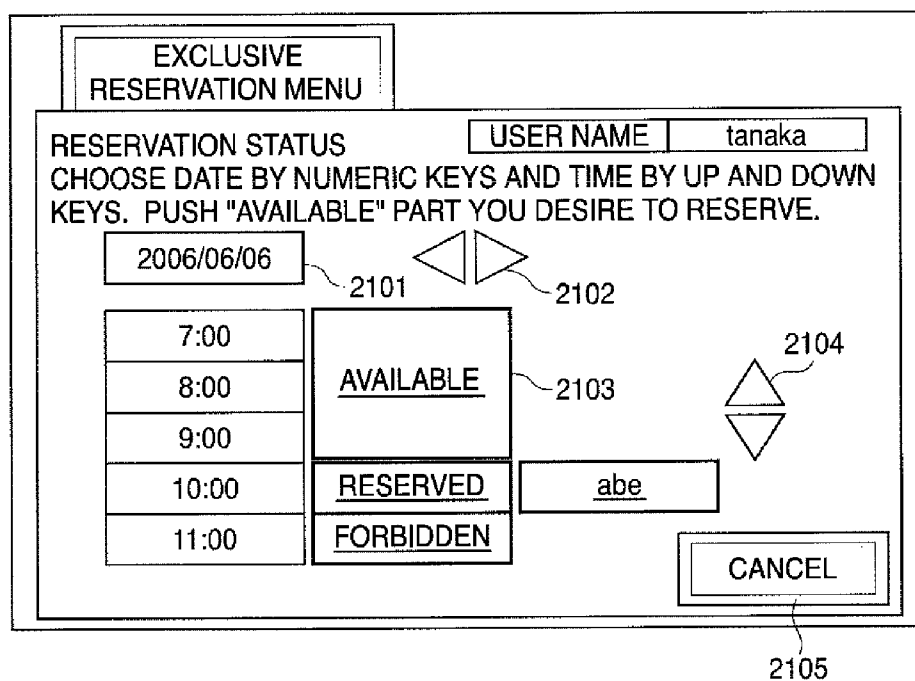 EXCLUSIVE
RESERVATION MENU
RESERVATION STATUS
USER NAME tanaka
CHOOSE DATE BY NUMERIC KEYS AND TIME BY UP AND DOWN
KEYS. PUSH "AVAILABLE" PART YOU DESIRE TO RESERVE.
2006/06/06
2101
2102
7:00
8:00
9:00
AVAILABLE
2103
2104
10:00 RESERVED abe
11:00 FORBIDDEN
CANCEL
2105